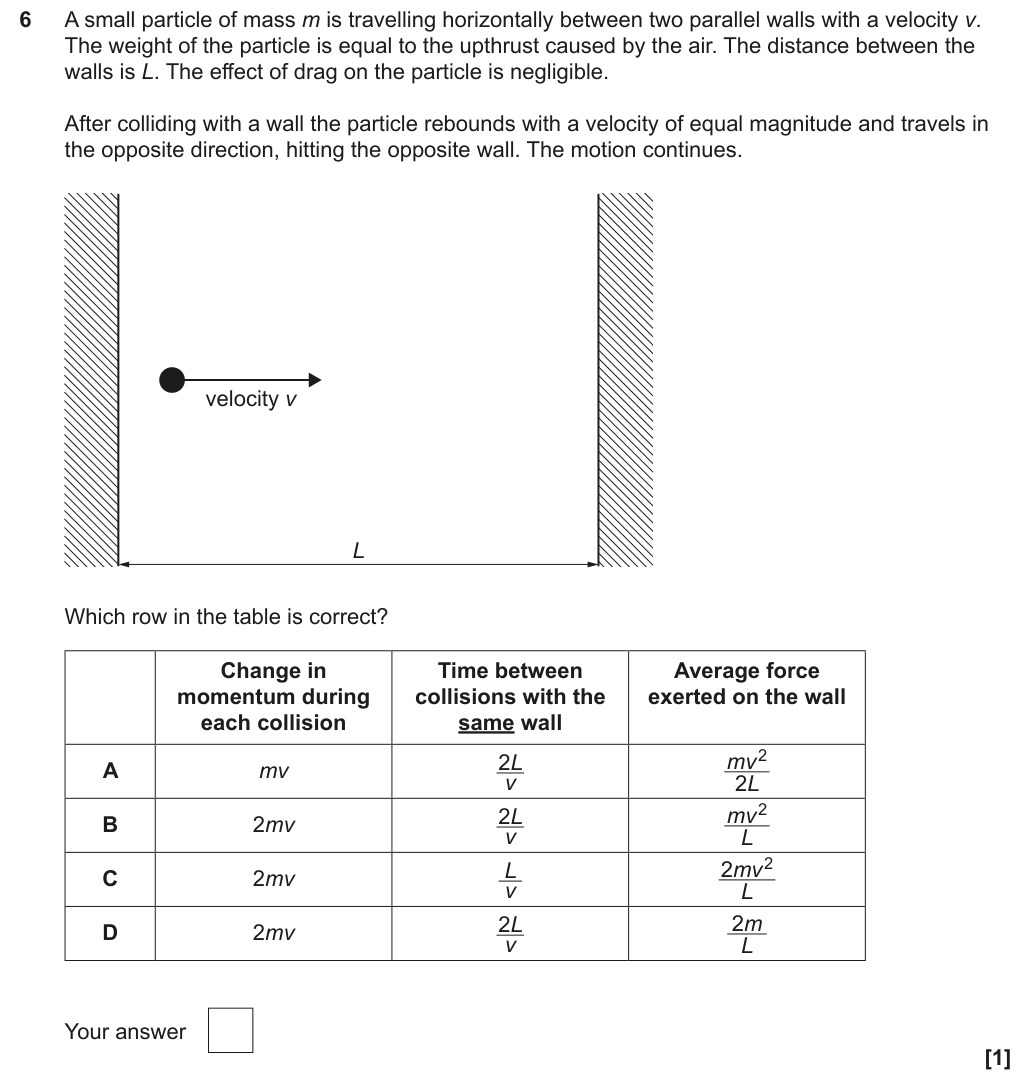 6 A small particle of mass m is travelling horizontally between two parallel walls with a velocity v.
The weight of the particle is equal to the upthrust caused by the air. The distance between the
walls is L. The effect of drag on the particle is negligible.
After colliding with a wall the particle rebounds with a velocity of equal magnitude and travels in
the opposite direction, hitting the opposite wall. The motion continues.
velocity v
L
Which row in the table is correct?
Change in momentum during each collision | Time between collisions with the same wall | Average force exerted on the wall
A | mv | 2L/v | mv²/2L
B | 2mv | 2L/v | mv²/L
C | 2mv | L/v | 2mv²/L
D | 2mv | 2L/v | 2m/L
Your answer
[1]